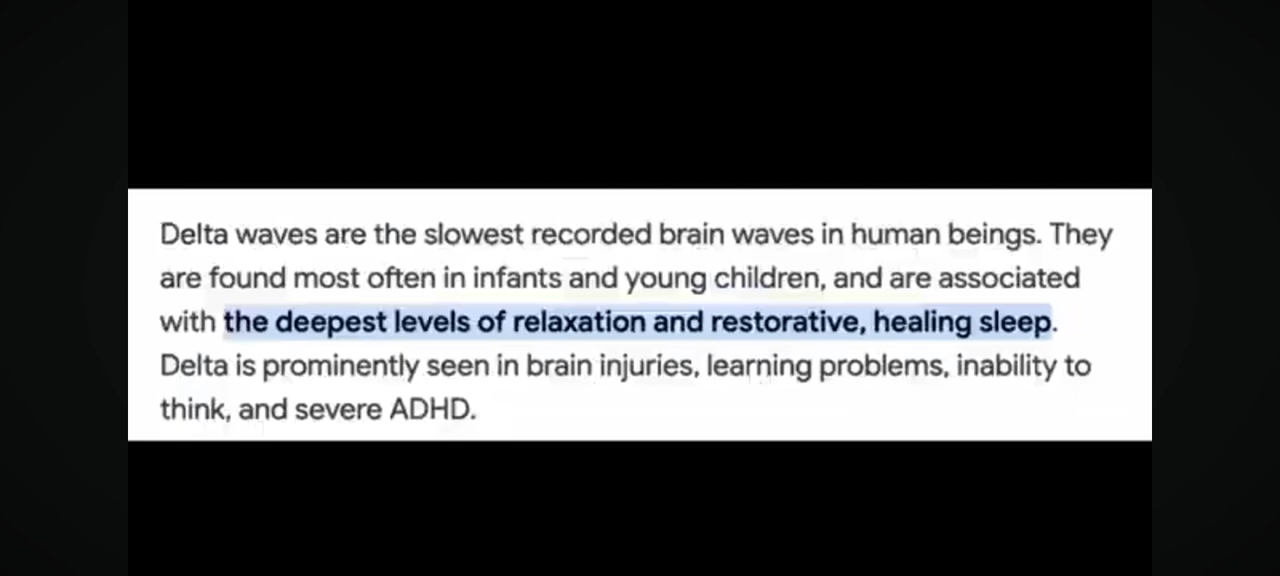 Delta waves are the slowest recorded brain waves in human beings. They
are found most often in infants and young children, and are associated
with the deepest levels of relaxation and restorative, healing sleep.
Delta is prominently seen in brain injuries, learning problems, inability to
think, and severe ADHD.